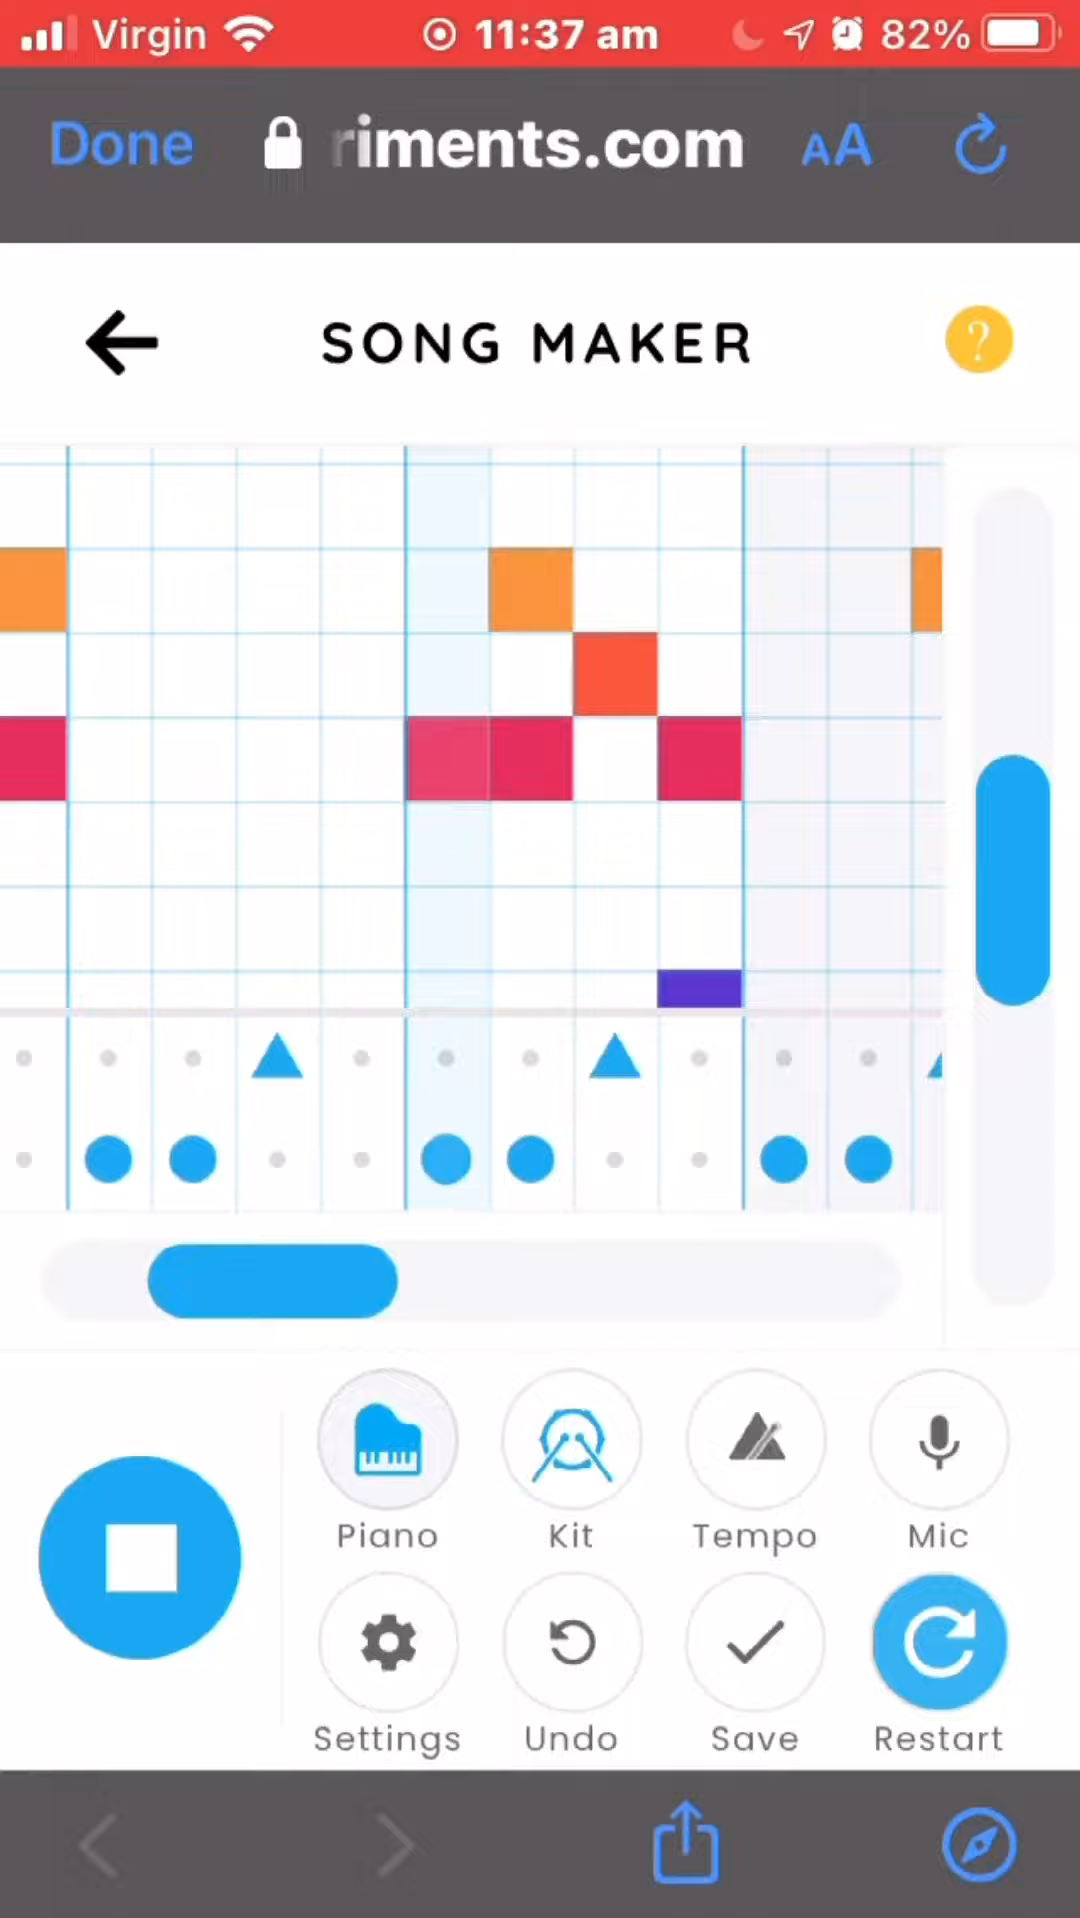 Virgin 11:37 am 82%
Done riments.com AA
SONG MAKER ?
Piano Kit Tempo Mic
Settings Undo Save Restart